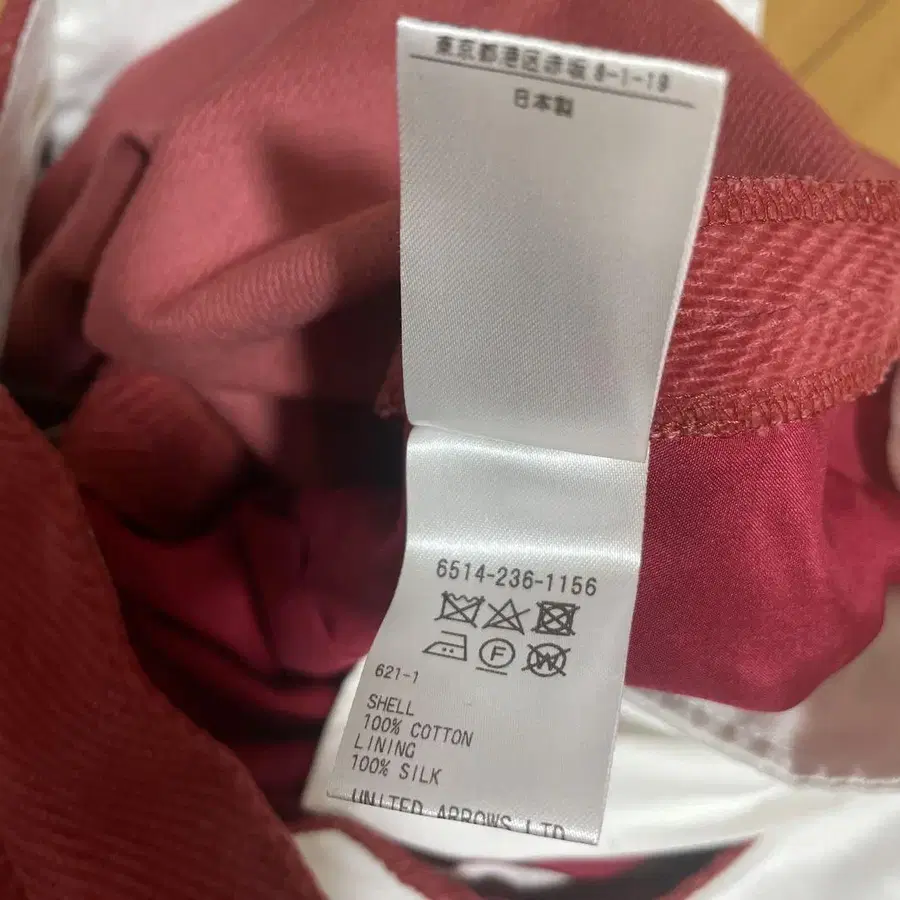 東京都港区赤坂 8-1-19
日本製
6514-236-1156
F
W
621-1
SHELL
100% COTTON
LINING
100% SILK
UNITED ARROWS LTD